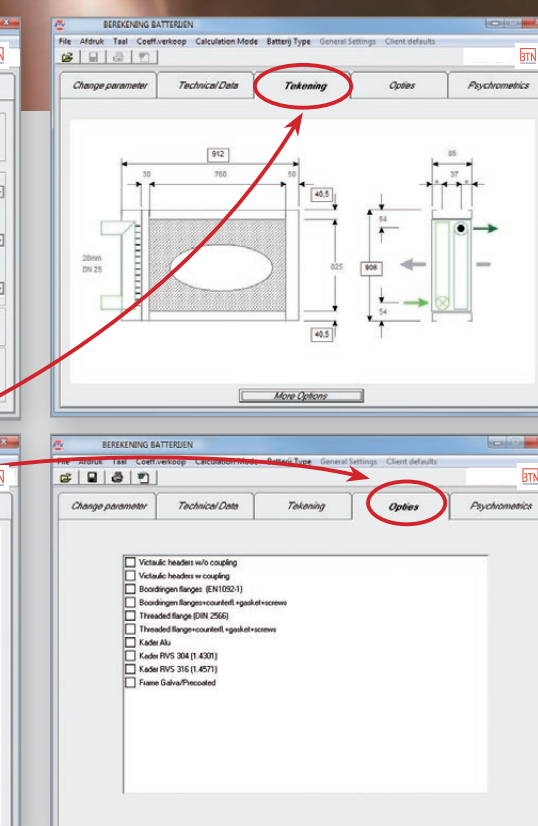 BEREKENING BATTERIJEN
File Afdruk Taal Coeff.verkoop Calculation Mode Batterij Type General Settings Client defaults
BTN
Change parameter Technical Data Tekening Opties Psychrometrics
912
30 760 50
40,5
28mm
DN 25
825
40,5
85
37
54
906
54
More Options
BEREKENING BATTERIJEN
File Afdruk Taal Coeff.verkoop Calculation Mode Batterij Type General Settings Client defaults
BTN
Change parameter Technical Data Tekening Opties Psychrometrics
Victaulic headers w/o coupling
Victaulic headers w coupling
Boordringen flanges (EN1092-1)
Boordringen flanges+counterfl.+gasket+screws
Threaded flange (DIN 2566)
Threaded flange+counterfl.+gasket+screws
Kader Alu
Kader RVS 304 (1.4301)
Kader RVS 316 (1.4571)
Frame Galva/Precoated